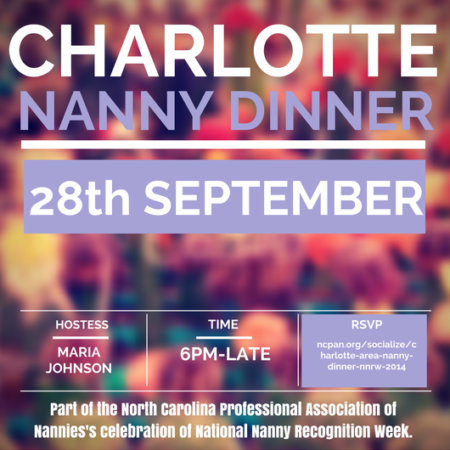 CHARLOTTE
NANNY DINNER
28th SEPTEMBER
HOSTESS
MARIA
JOHNSON
TIME
6PM-LATE
RSVP
ncpan.org/socialize/c
harlotte-area-nanny-
dinner-nnrw-2014
Part of the North Carolina Professional Association of
Nannies's celebration of National Nanny Recognition Week.